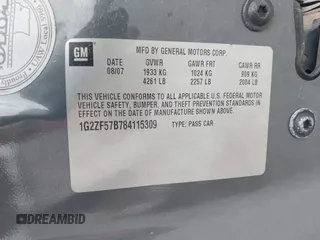 GM
MFD BY GENERAL MOTORS CORP.
DATE GVWR GAWR FRT GAWR RR
08/07 1933 KG 1024 KG 909 KG
4261 LB 2257 LB 2004 LB
THIS VEHICLE CONFORMS TO ALL APPLICABLE U.S. FEDERAL MOTOR
VEHICLE SAFETY, BUMPER, AND THEFT PREVENTION STANDARDS IN
EFFECT ON THE DATE OF MANUFACTURE SHOWN ABOVE.
1G2ZF57B784115309 TYPE: PASS CAR
DREAMBID